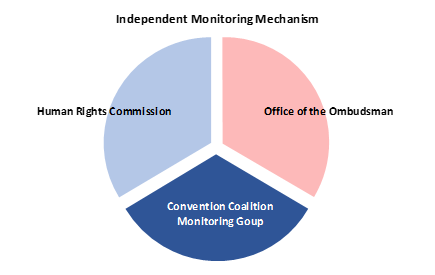 Independent Monitoring Mechanism
Human Rights Commission
Office of the Ombudsman
Convention Coalition
Monitoring Goup